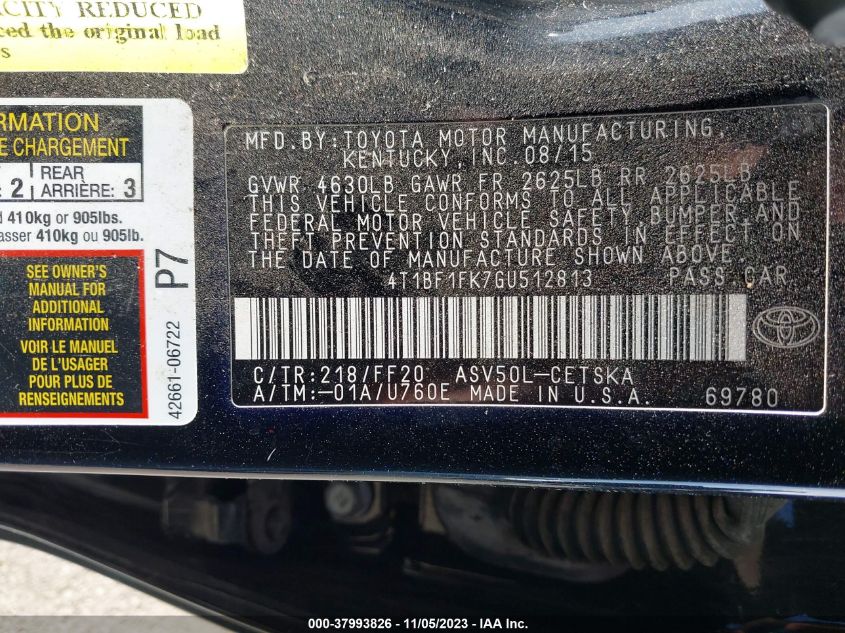 ACITY REDUCED
ced the original load
s
RMATION
E CHARGEMENT
: 2 REAR ARRIÈRE: 3
d 410kg or 905lbs.
asser 410kg ou 905lb.
SEE OWNER'S
MANUAL FOR
ADDITIONAL
INFORMATION
VOIR LE MANUEL
DE L'USAGER
POUR PLUS DE
RENSEIGNEMENTS
P7
42661-06722
MFD.BY:TOYOTA MOTOR MANUFACTURING,
KENTUCKY,INC.08/15
GVWR 4630LB GAWR FR 2625LB RR 2625LB
THIS VEHICLE CONFORMS TO ALL APPLICABLE
FEDERAL MOTOR VEHICLE SAFETY,BUMPER,AND
THEFT PREVENTION STANDARDS IN EFFECT ON
THE DATE OF MANUFACTURE SHOWN ABOVE.
4T1BF1FK7GU512813 PASS.CAR
C/TR:218/FF20 ASV50L-CETSKA
A/TM:-01A/U760E MADE IN U.S.A. 69780
000-37993826 - 11/05/2023 - IAA Inc.